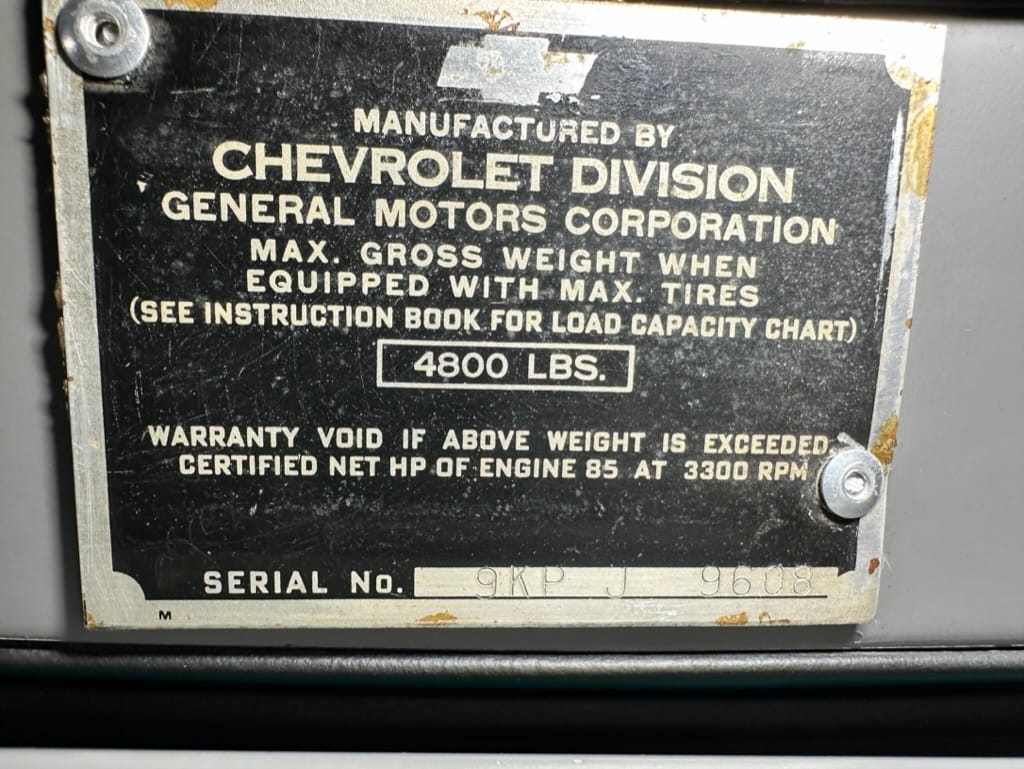 MANUFACTURED BY
CHEVROLET DIVISION
GENERAL MOTORS CORPORATION
MAX. GROSS WEIGHT WHEN
EQUIPPED WITH MAX. TIRES
(SEE INSTRUCTION BOOK FOR LOAD CAPACITY CHART)
4800 LBS.
WARRANTY VOID IF ABOVE WEIGHT IS EXCEEDED
CERTIFIED NET HP OF ENGINE 85 AT 3300 RPM
SERIAL No. 9KP J 9608
M